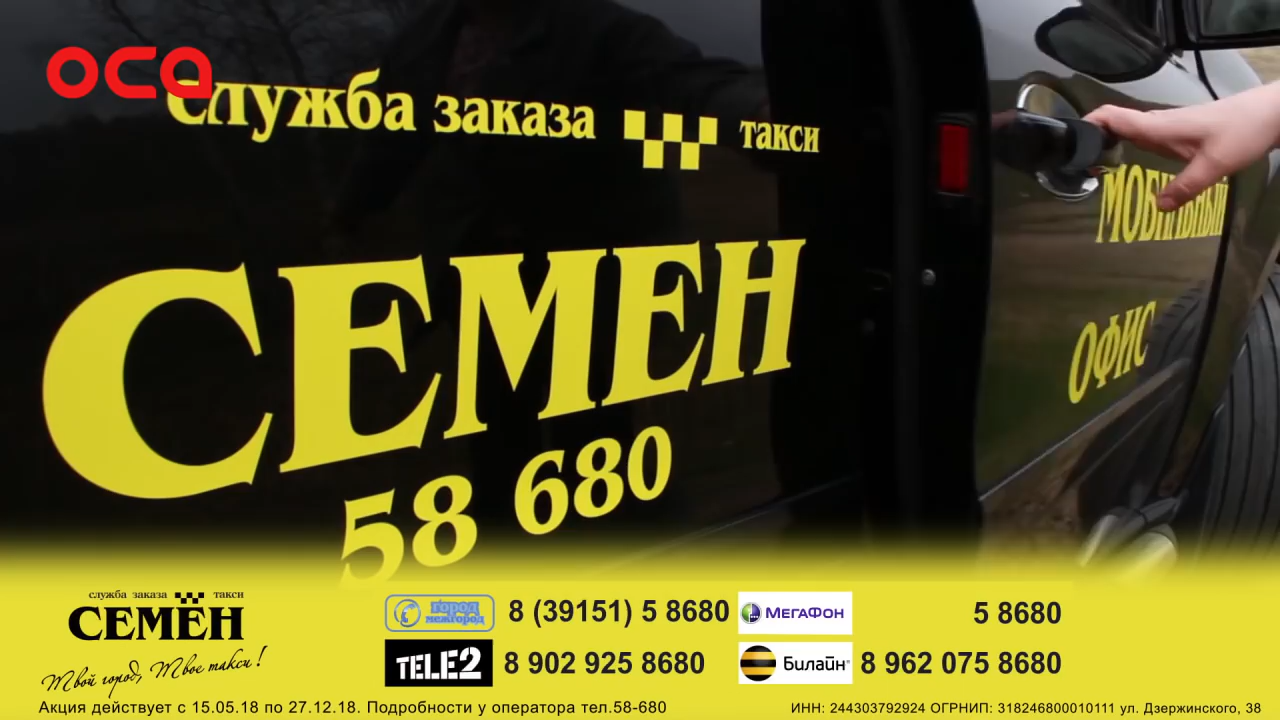 оса
служба заказа такси
СЕМЕН
58 680
МОБИЛЬНЫЙ
ОФИС
служба заказа такси
СЕМЁН
Твой город, Твое такси!
город межгород 8 (39151) 5 8680
МЕГАФОН 5 8680
TELE2 8 902 925 8680
Билайн 8 962 075 8680
Акция действует с 15.05.18 по 27.12.18. Подробности у оператора тел.58-680
ИНН: 244303792924 ОГРНИП: 318246800010111 ул. Дзержинского, 38